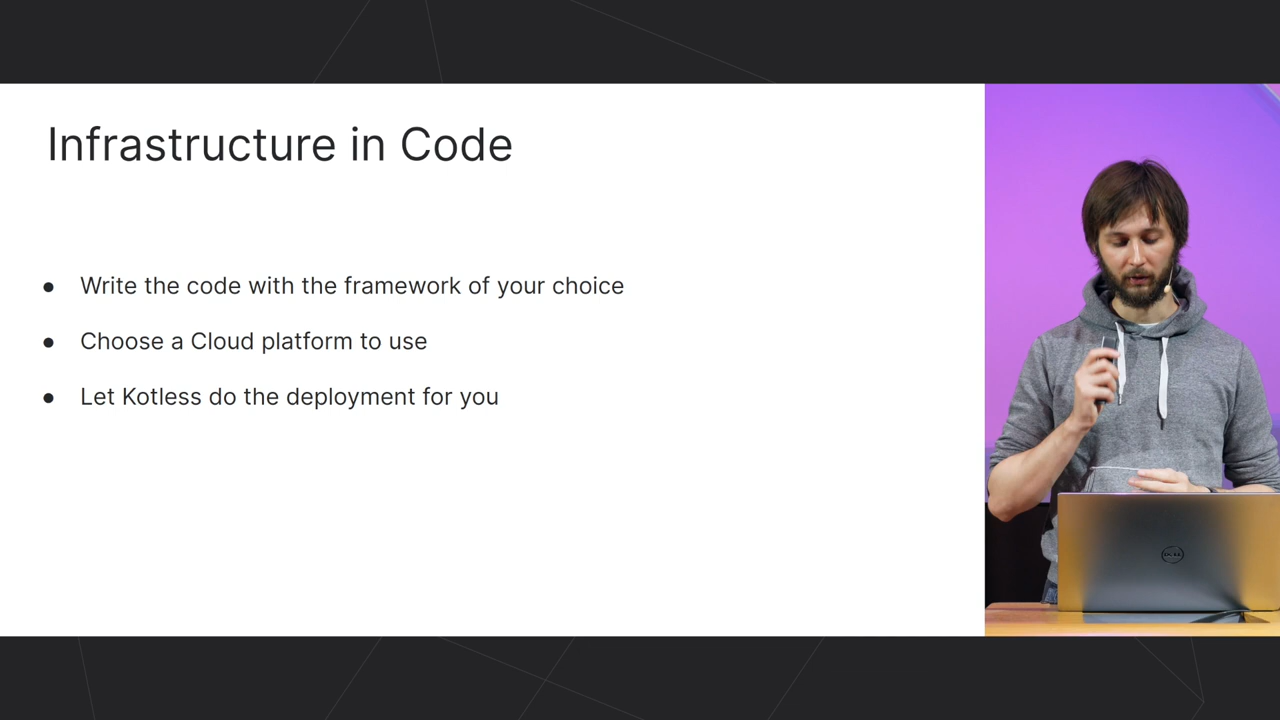 Infrastructure in Code
● Write the code with the framework of your choice
● Choose a Cloud platform to use
● Let Kotless do the deployment for you
DELL